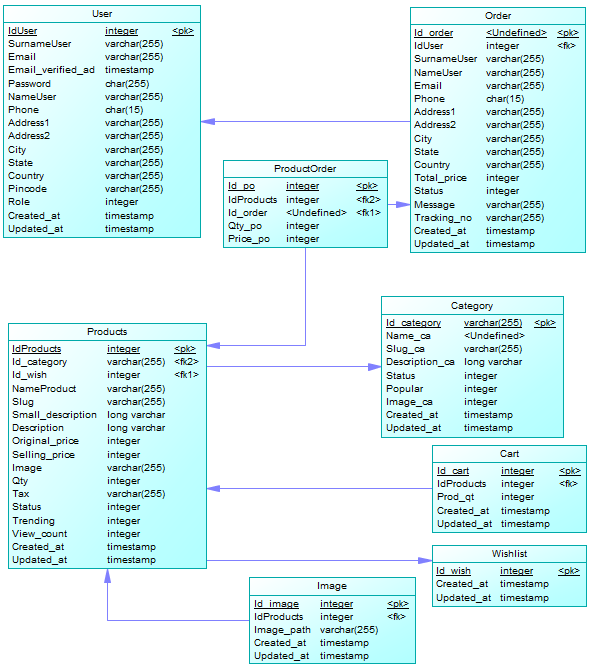 User
IdUser integer <pk>
SurnameUser varchar(255)
Email varchar(255)
Email_verified_ad timestamp
Password char(255)
NameUser varchar(255)
Phone char(15)
Address1 varchar(255)
Address2 varchar(255)
City varchar(255)
State varchar(255)
Country varchar(255)
Pincode varchar(255)
Role integer
Created_at timestamp
Updated_at timestamp
Order
Id_order <Undefined> <pk>
IdUser integer <fk>
SurnameUser varchar(255)
NameUser varchar(255)
Email varchar(255)
Phone char(15)
Address1 varchar(255)
Address2 varchar(255)
City varchar(255)
State varchar(255)
Country varchar(255)
Total_price integer
Status integer
Message varchar(255)
Tracking_no varchar(255)
Created_at timestamp
Updated_at timestamp
ProductOrder
Id_po integer <pk>
IdProducts integer <fk2>
Id_order <Undefined> <fk1>
Qty_po integer
Price_po integer
Products
IdProducts integer <pk>
Id_category varchar(255) <fk2>
Id_wish integer <fk1>
NameProduct varchar(255)
Slug varchar(255)
Small_description long varchar
Description long varchar
Original_price integer
Selling_price integer
Image varchar(255)
Qty integer
Tax varchar(255)
Status integer
Trending integer
View_count integer
Created_at timestamp
Updated_at timestamp
Category
Id_category varchar(255) <pk>
Name_ca <Undefined>
Slug_ca varchar(255)
Description_ca long varchar
Status integer
Popular integer
Image_ca integer
Created_at timestamp
Updated_at timestamp
Cart
Id_cart integer <pk>
IdProducts integer <fk>
Prod_qt integer
Created_at timestamp
Updated_at timestamp
Wishlist
Id_wish integer <pk>
Created_at timestamp
Updated_at timestamp
Image
Id_image integer <pk>
IdProducts integer <fk>
Image_path varchar(255)
Created_at timestamp
Updated_at timestamp